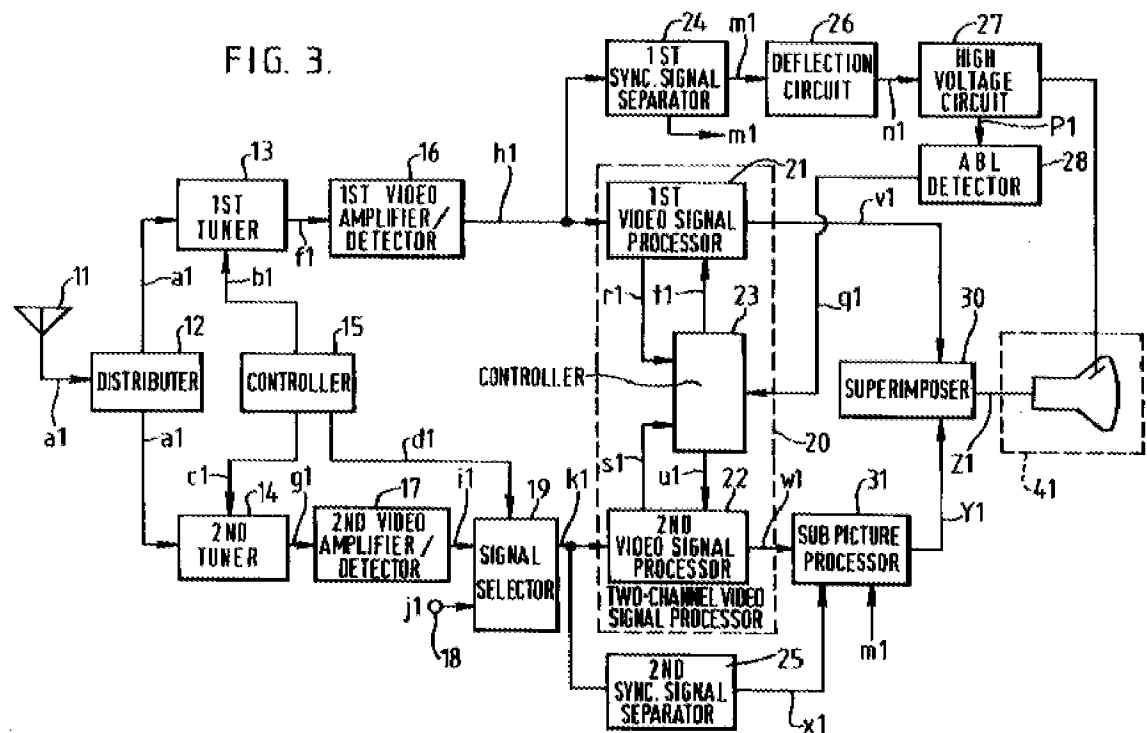 FIG. 3.
24
1ST
SYNC. SIGNAL
SEPARATOR
m1
m1
26
DEFLECTION
CIRCUIT
n1
27
HIGH
VOLTAGE
CIRCUIT
P1
ABL
DETECTOR
28
13
1ST
TUNER
f1
16
1ST VIDEO
AMPLIFIER/
DETECTOR
h1
21
1ST
VIDEO SIGNAL
PROCESSOR
v1
a1
b1
r1
t1
q1
11
a1
12
DISTRIBUTER
15
CONTROLLER
23
CONTROLLER
30
SUPERIMPOSER
Z1
41
20
a1
c1
d1
s1
u1
14
2ND
TUNER
g1
17
2ND VIDEO
AMPLIFIER/
DETECTOR
i1
19
SIGNAL
SELECTOR
j1
18
k1
22
2ND
VIDEO SIGNAL
PROCESSOR
TWO-CHANNEL VIDEO
SIGNAL PROCESSOR
w1
31
SUB PICTURE
PROCESSOR
Y1
m1
25
2ND
SYNC. SIGNAL
SEPARATOR
x1